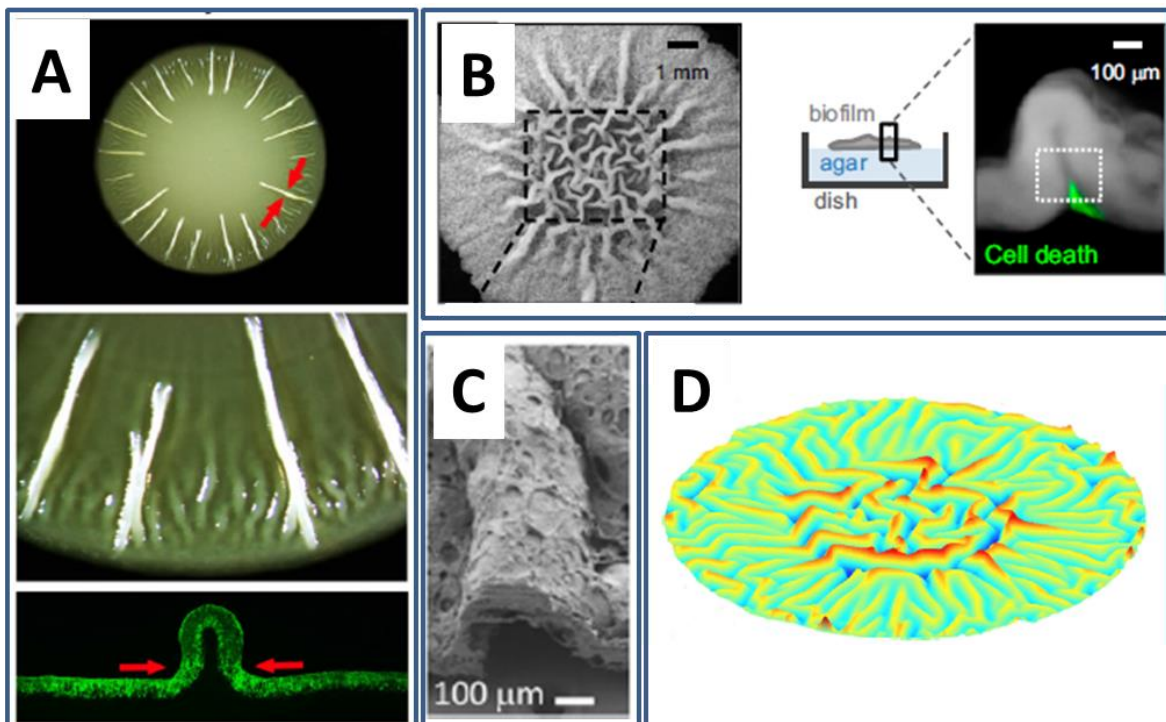 A
B
1 mm
biofilm
agar
dish
100 μm
Cell death
C
100 μm
D